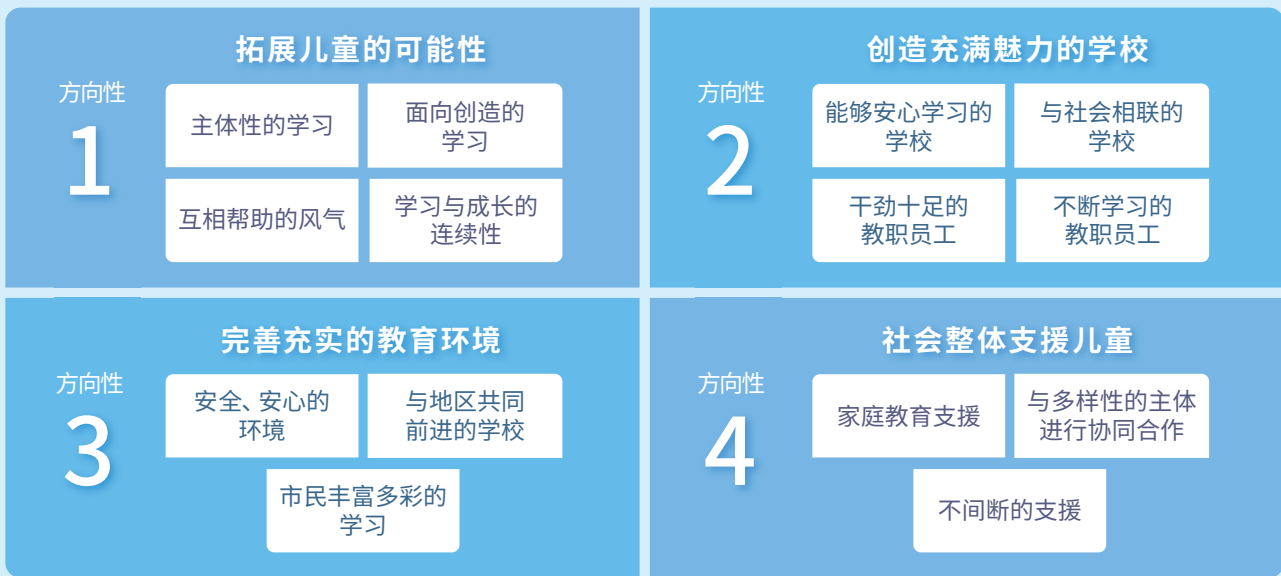 拓展儿童的可能性
方向性
1
主体性的学习
面向创造的
学习
互相帮助的风气
学习与成长的
连续性
创造充满魅力的学校
方向性
2
能够安心学习的
学校
与社会相联的
学校
干劲十足的
教职员工
不断学习的
教职员工
完善充实的教育环境
方向性
3
安全、安心的
环境
与地区共同
前进的学校
市民丰富多彩的
学习
社会整体支援儿童
方向性
4
家庭教育支援
与多样性的主体
进行协同合作
不间断的支援